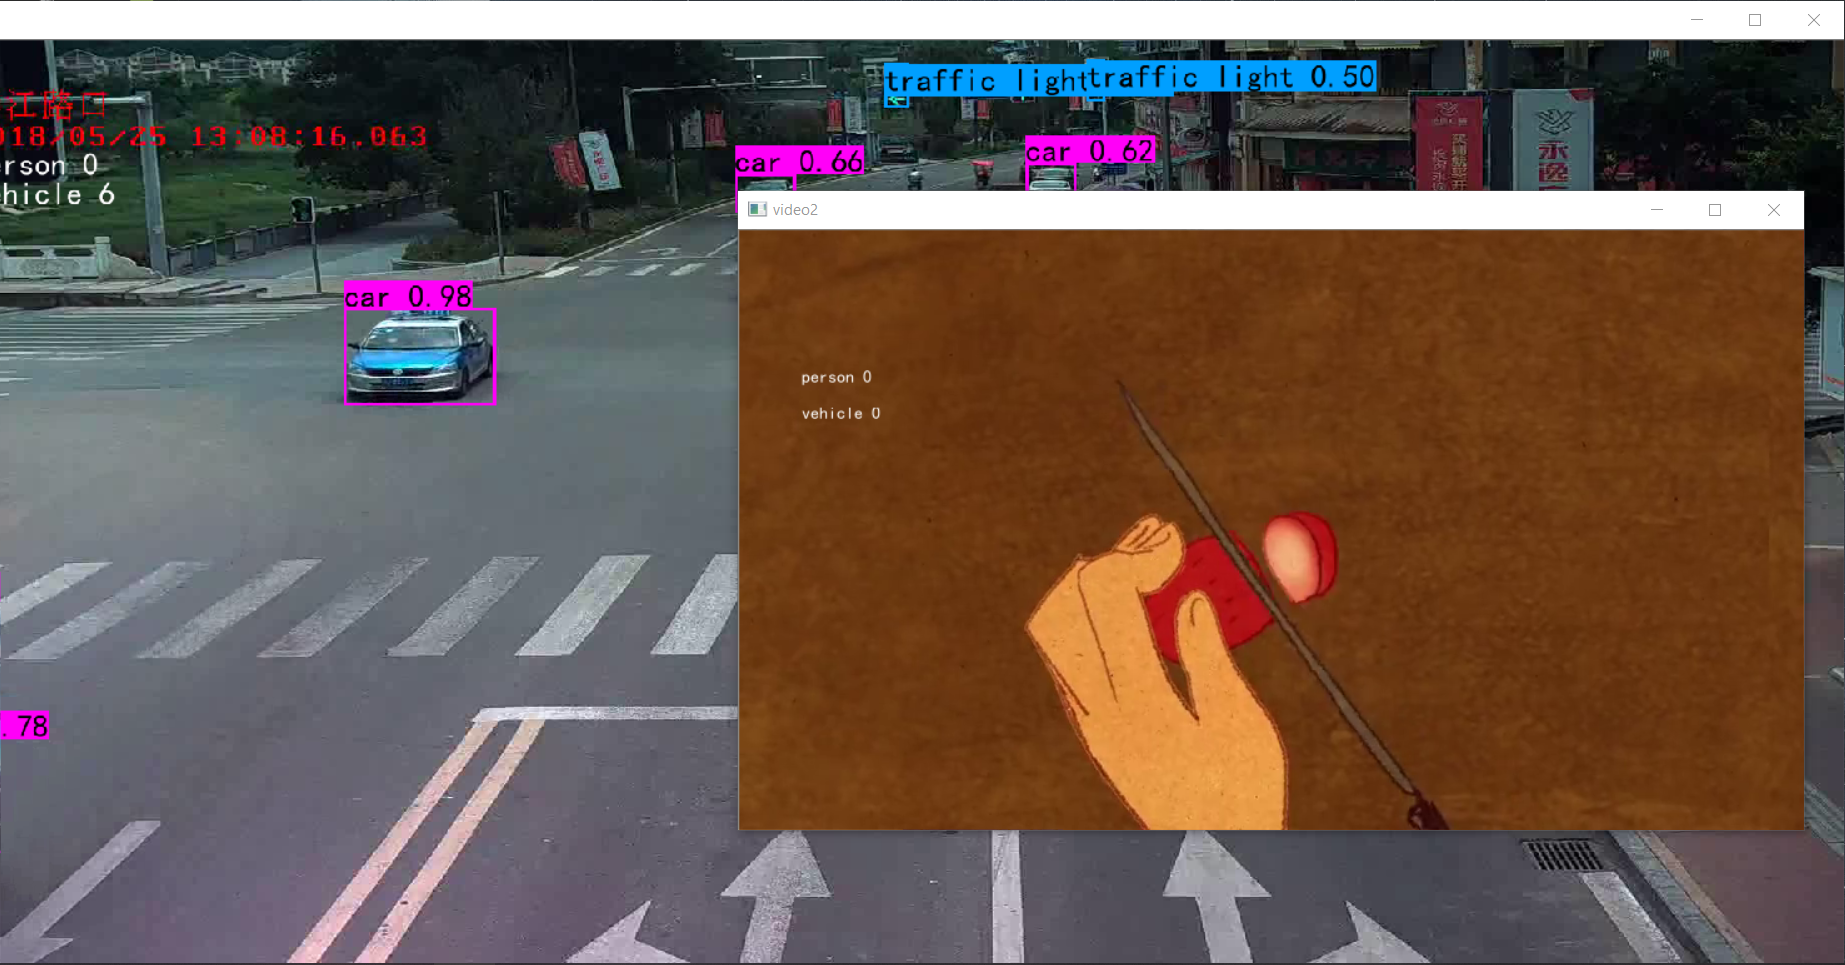 江路口
018/05/25 13:08:16.063
erson 0
hicle 6
traffic light
traffic light 0.50
car 0.66
car 0.62
car 0.98
.78
video2
person 0
vehicle 0